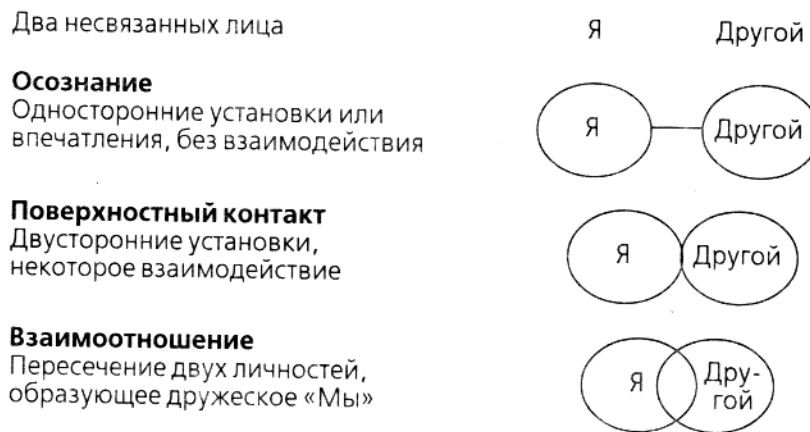 Два несвязанных лица
Я Другой
Осознание
Односторонние установки или
впечатления, без взаимодействия
Я Другой
Поверхностный контакт
Двусторонние установки,
некоторое взаимодействие
Я Другой
Взаимоотношение
Пересечение двух личностей,
образующее дружеское «Мы»
Я Дру-
гой